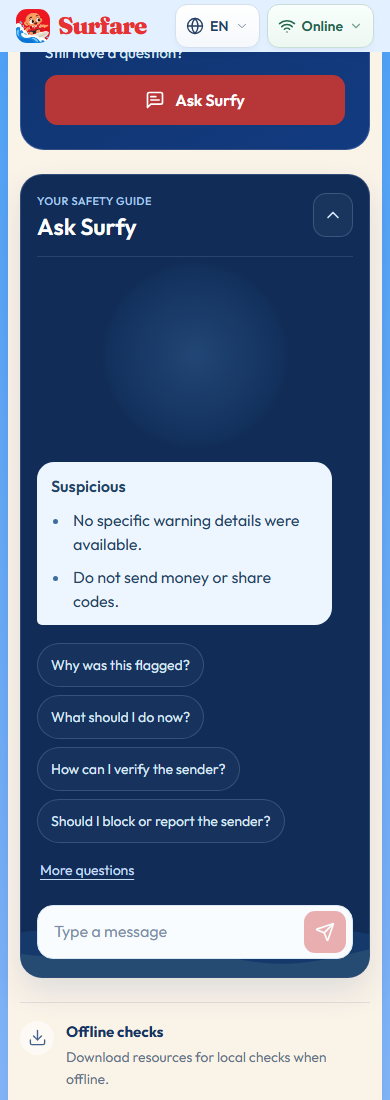 Surfare
EN
Online
Still have a question?
Ask Surfy
YOUR SAFETY GUIDE
Ask Surfy
Suspicious
No specific warning details were
available.
Do not send money or share
codes.
Why was this flagged?
What should I do now?
How can I verify the sender?
Should I block or report the sender?
More questions
Type a message
Offline checks
Download resources for local checks when
offline.